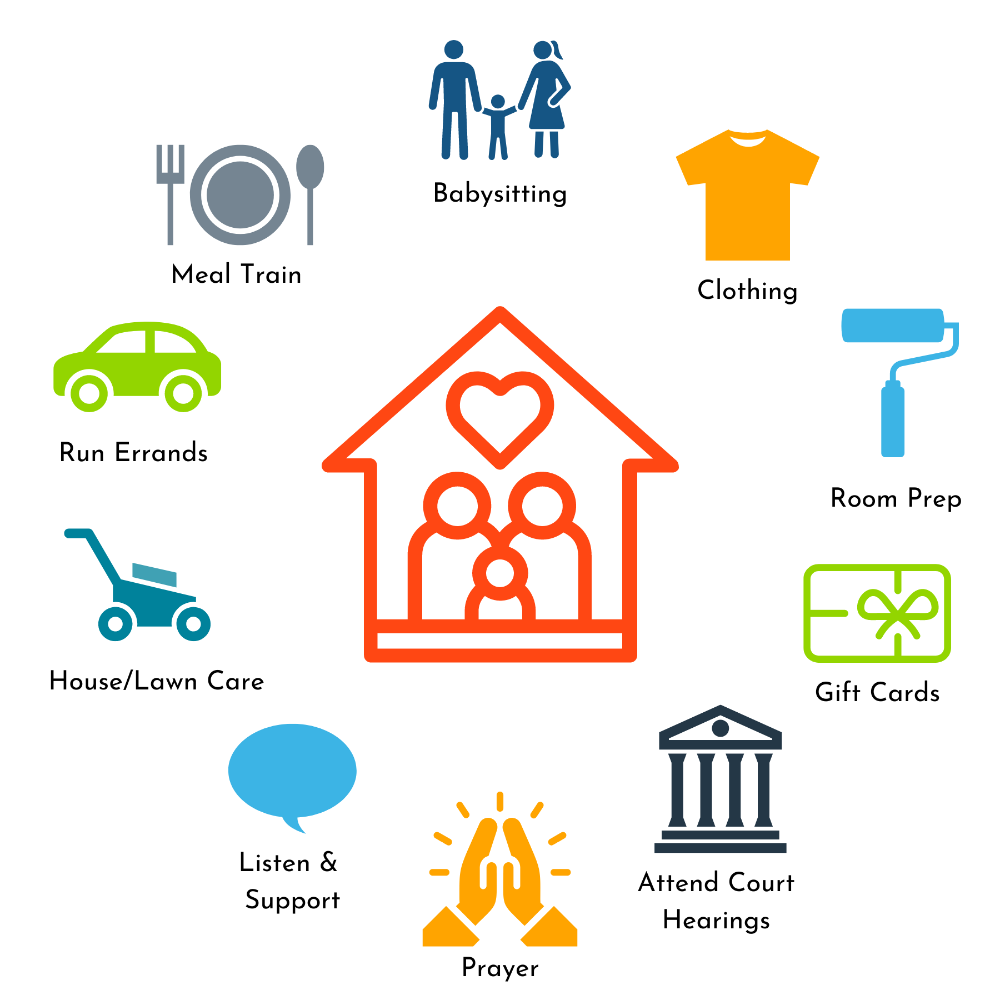 Babysitting
Meal Train
Clothing
Run Errands
Room Prep
House/Lawn Care
Gift Cards
Listen &
Support
Attend Court
Hearings
Prayer